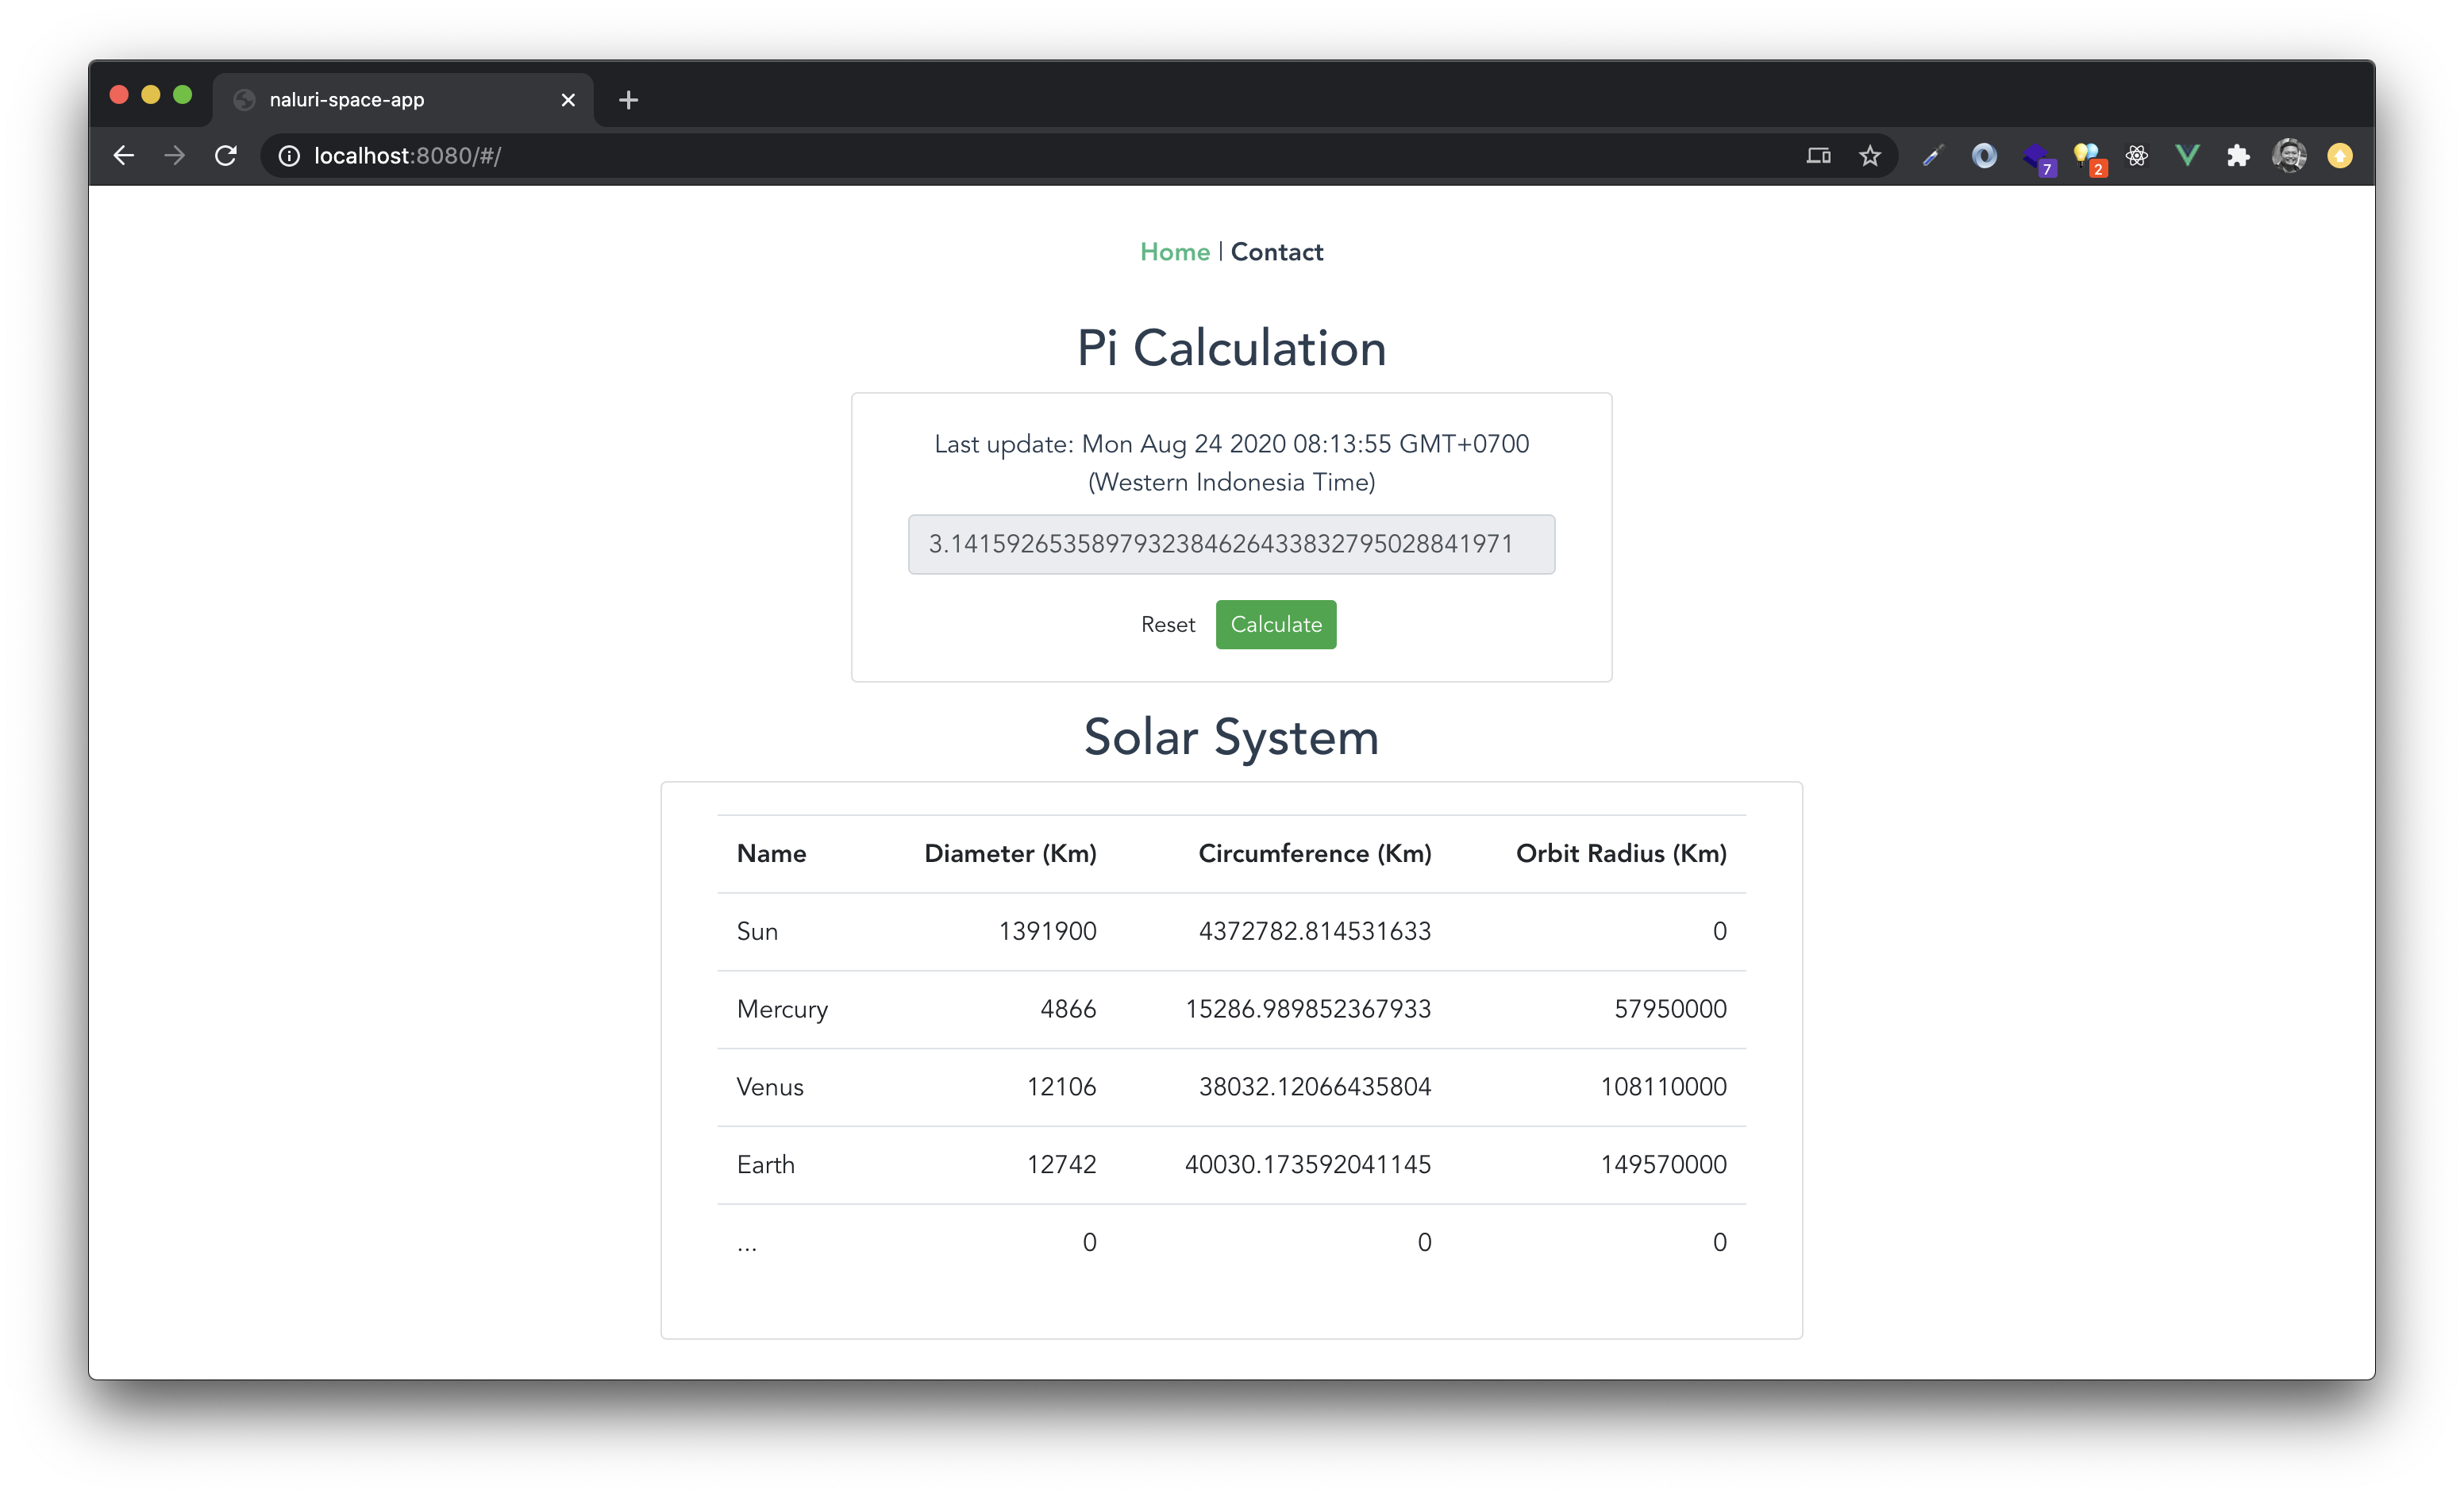 naluri-space-app
localhost:8080/#/
7
2
Home | Contact
Pi Calculation
Last update: Mon Aug 24 2020 08:13:55 GMT+0700
(Western Indonesia Time)
3.1415926535897932384626433832795028841971
Reset Calculate
Solar System
Name Diameter (Km) Circumference (Km) Orbit Radius (Km)
Sun 1391900 4372782.814531633 0
Mercury 4866 15286.989852367933 57950000
Venus 12106 38032.12066435804 108110000
Earth 12742 40030.173592041145 149570000
... 0 0 0